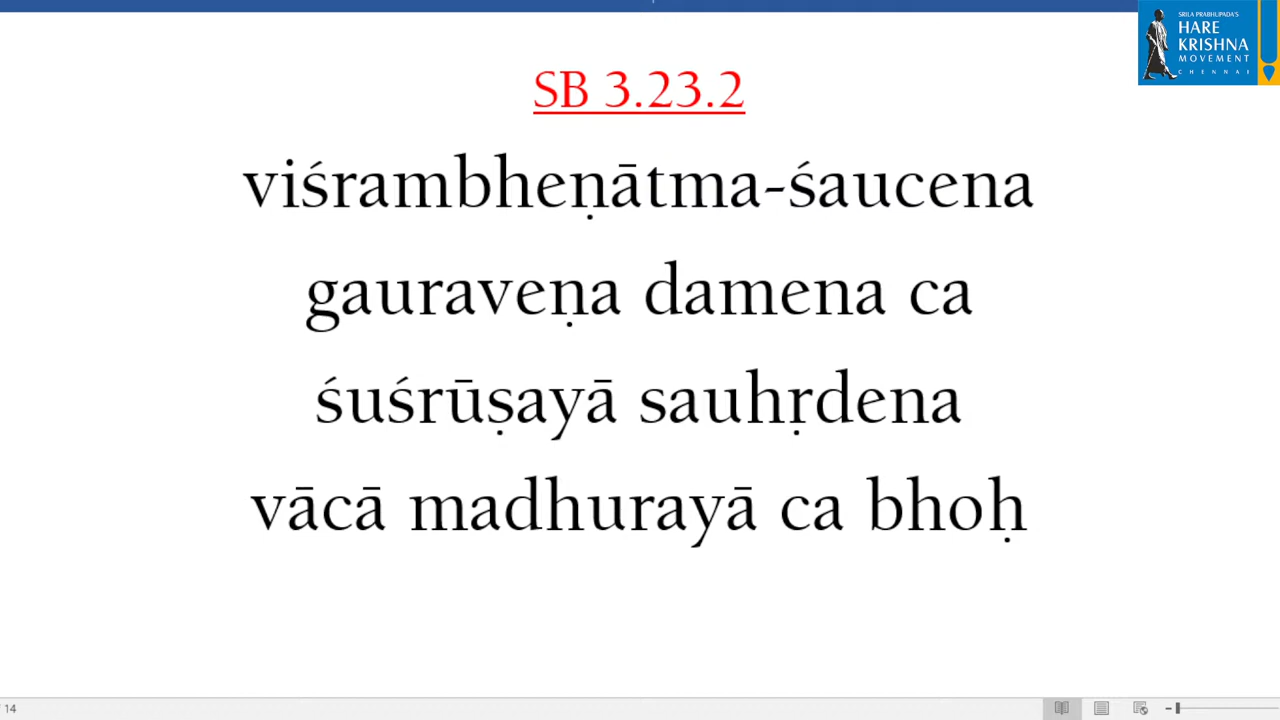 SRILA PRABHUPADA'S
HARE
KRISHNA
MOVEMENT
CHENNAI
SB 3.23.2
viśrambheṇātma-śaucena
gauraveṇa damena ca
śuśrūṣayā sauhṛdena
vācā madhurayā ca bhoḥ
14